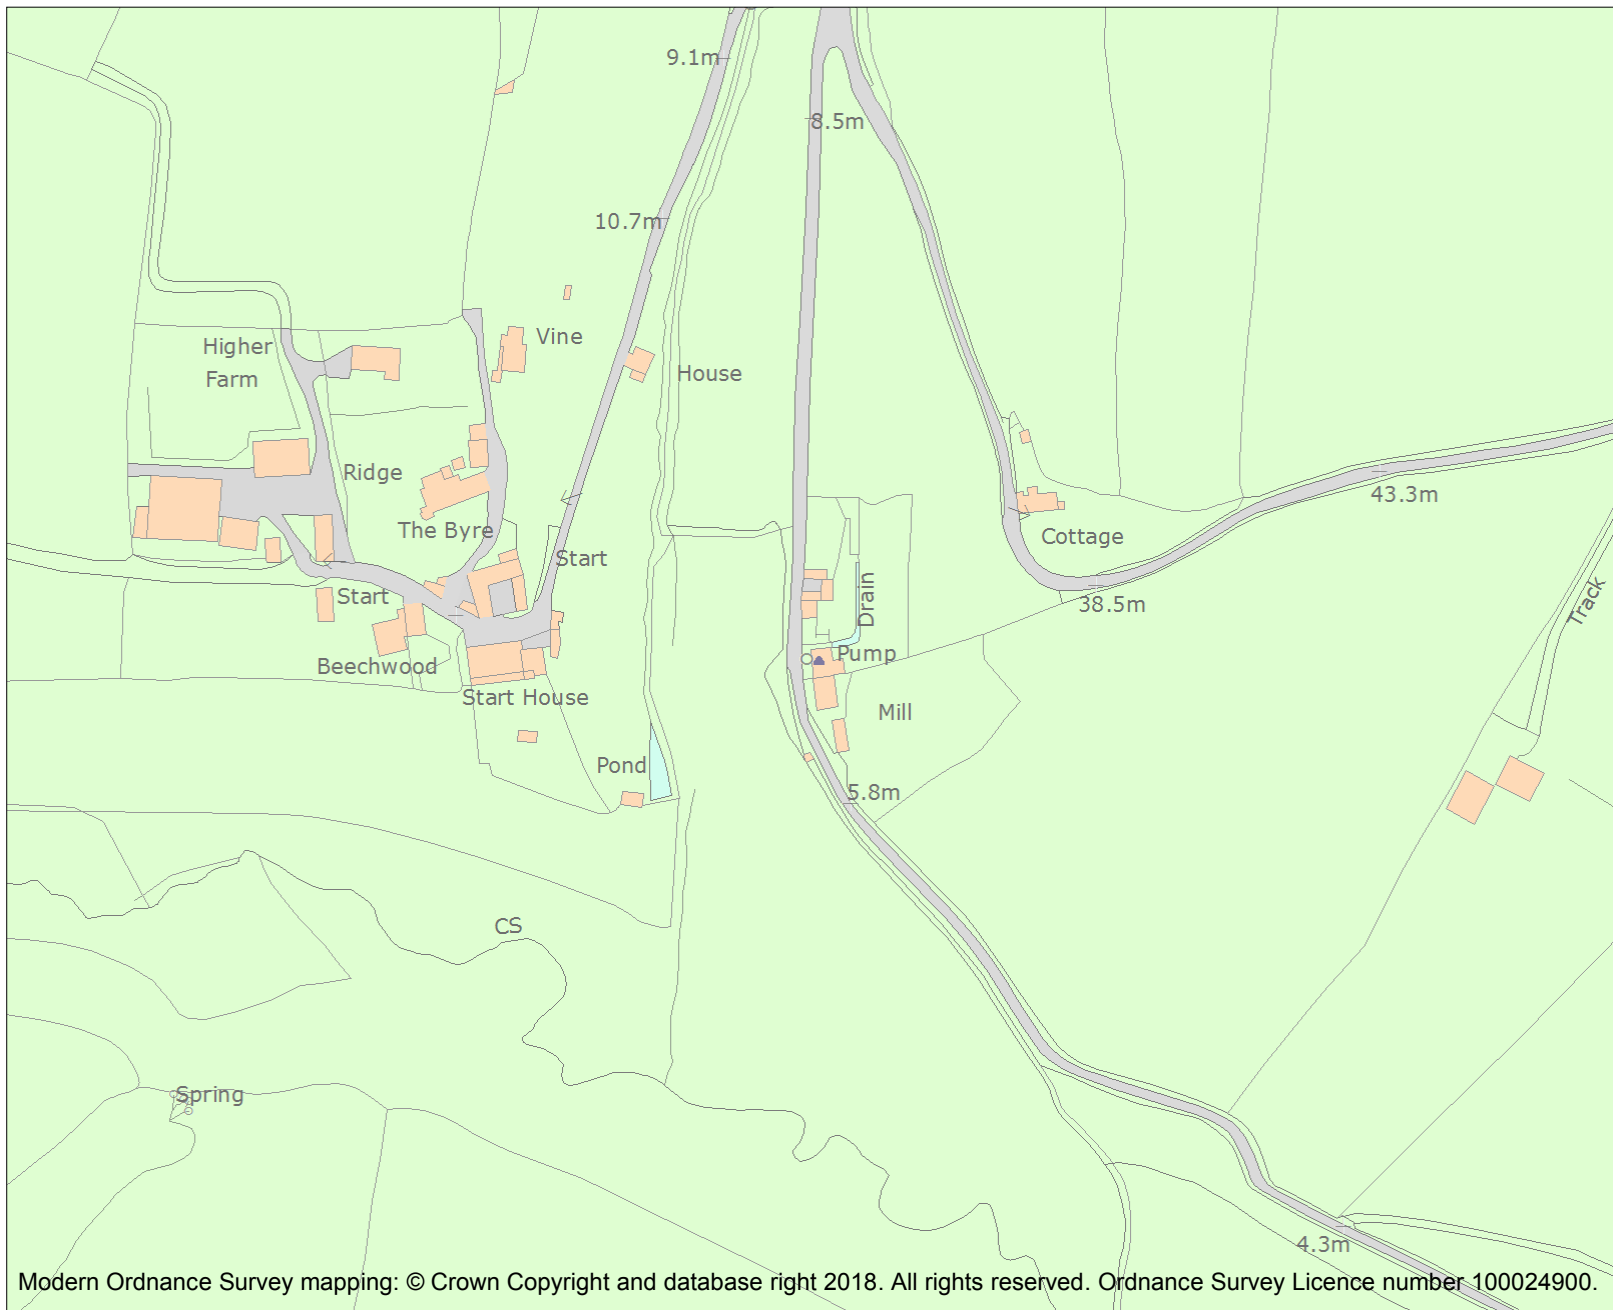 9.1m
8.5m
10.7m
Vine
Higher
Farm
House
Ridge
43.3m
The Byre
Cottage
Start
Drain
Start
38.5m
Track
Pump
Beechwood
Start House
Mill
Pond
5.8m
CS
Spring
4.3m
Modern Ordnance Survey mapping: © Crown Copyright and database right 2018. All rights reserved. Ordnance Survey Licence number 100024900.